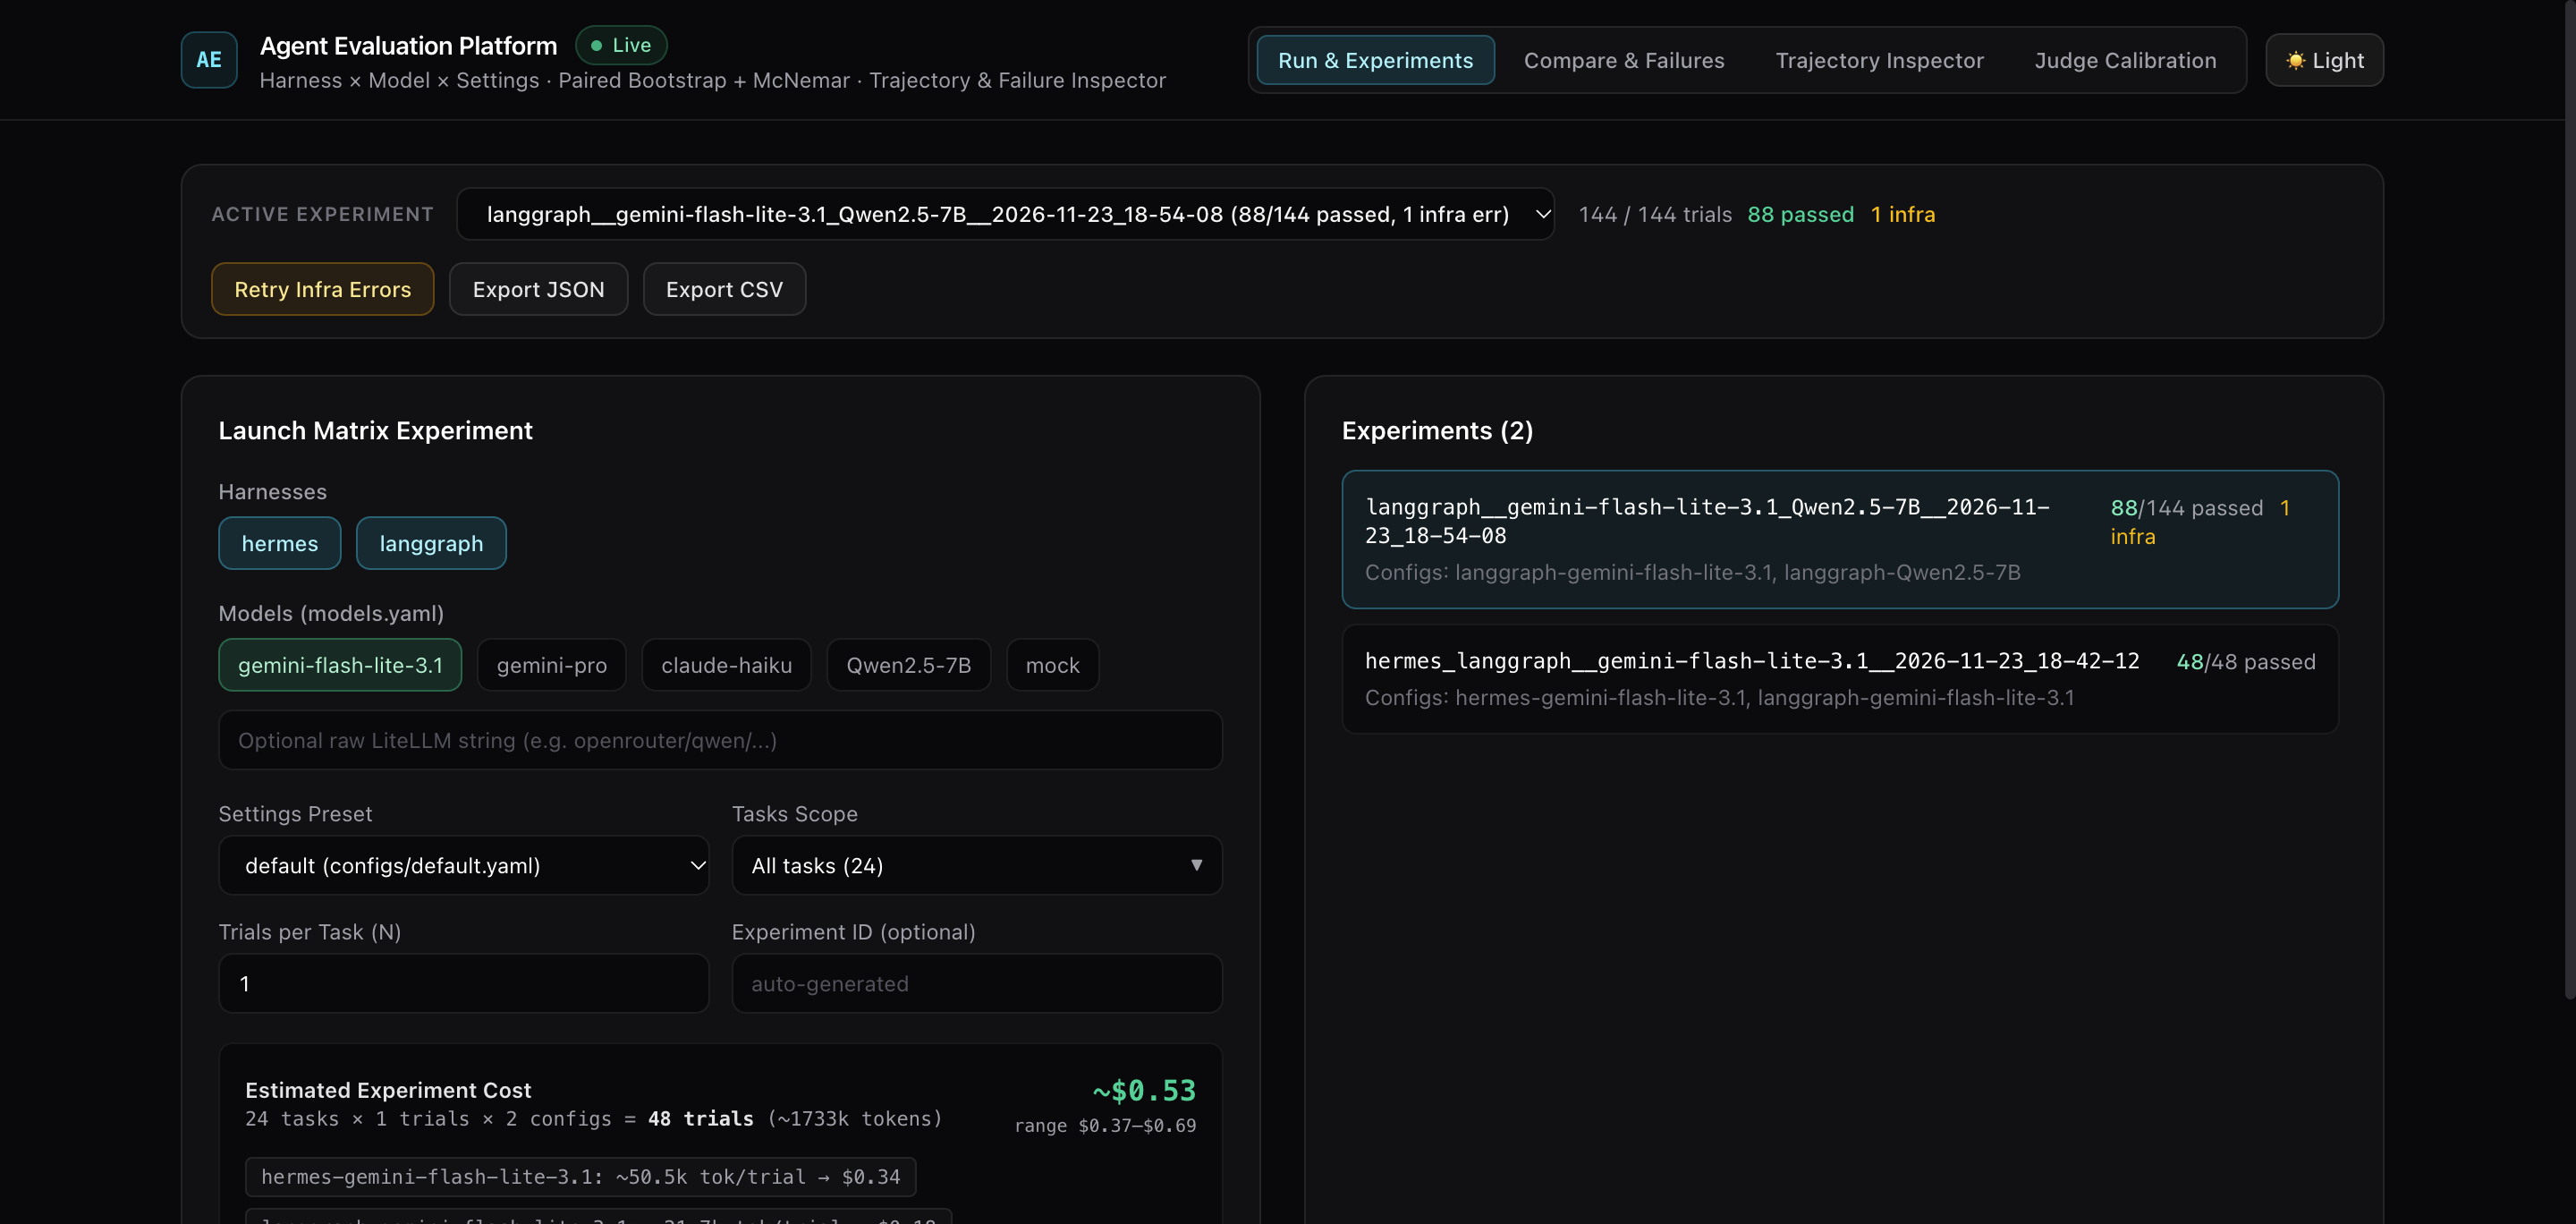 AE
Agent Evaluation Platform
Live
Harness × Model × Settings · Paired Bootstrap + McNemar · Trajectory & Failure Inspector
Run & Experiments
Compare & Failures
Trajectory Inspector
Judge Calibration
☀️ Light
ACTIVE EXPERIMENT
langgraph__gemini-flash-lite-3.1_Qwen2.5-7B__2026-11-23_18-54-08 (88/144 passed, 1 infra err)
144 / 144 trials 88 passed 1 infra
Retry Infra Errors
Export JSON
Export CSV
Launch Matrix Experiment
Harnesses
hermes
langgraph
Models (models.yaml)
gemini-flash-lite-3.1
gemini-pro
claude-haiku
Qwen2.5-7B
mock
Optional raw LiteLLM string (e.g. openrouter/qwen/...)
Settings Preset
default (configs/default.yaml)
Tasks Scope
All tasks (24)
Trials per Task (N)
1
Experiment ID (optional)
auto-generated
Estimated Experiment Cost
24 tasks × 1 trials × 2 configs = 48 trials (~1733k tokens)
~$0.53
range $0.37–$0.69
hermes-gemini-flash-lite-3.1: ~50.5k tok/trial → $0.34
Experiments (2)
langgraph__gemini-flash-lite-3.1_Qwen2.5-7B__2026-11-
23_18-54-08
88/144 passed 1
infra
Configs: langgraph-gemini-flash-lite-3.1, langgraph-Qwen2.5-7B
hermes_langgraph__gemini-flash-lite-3.1__2026-11-23_18-42-12
48/48 passed
Configs: hermes-gemini-flash-lite-3.1, langgraph-gemini-flash-lite-3.1